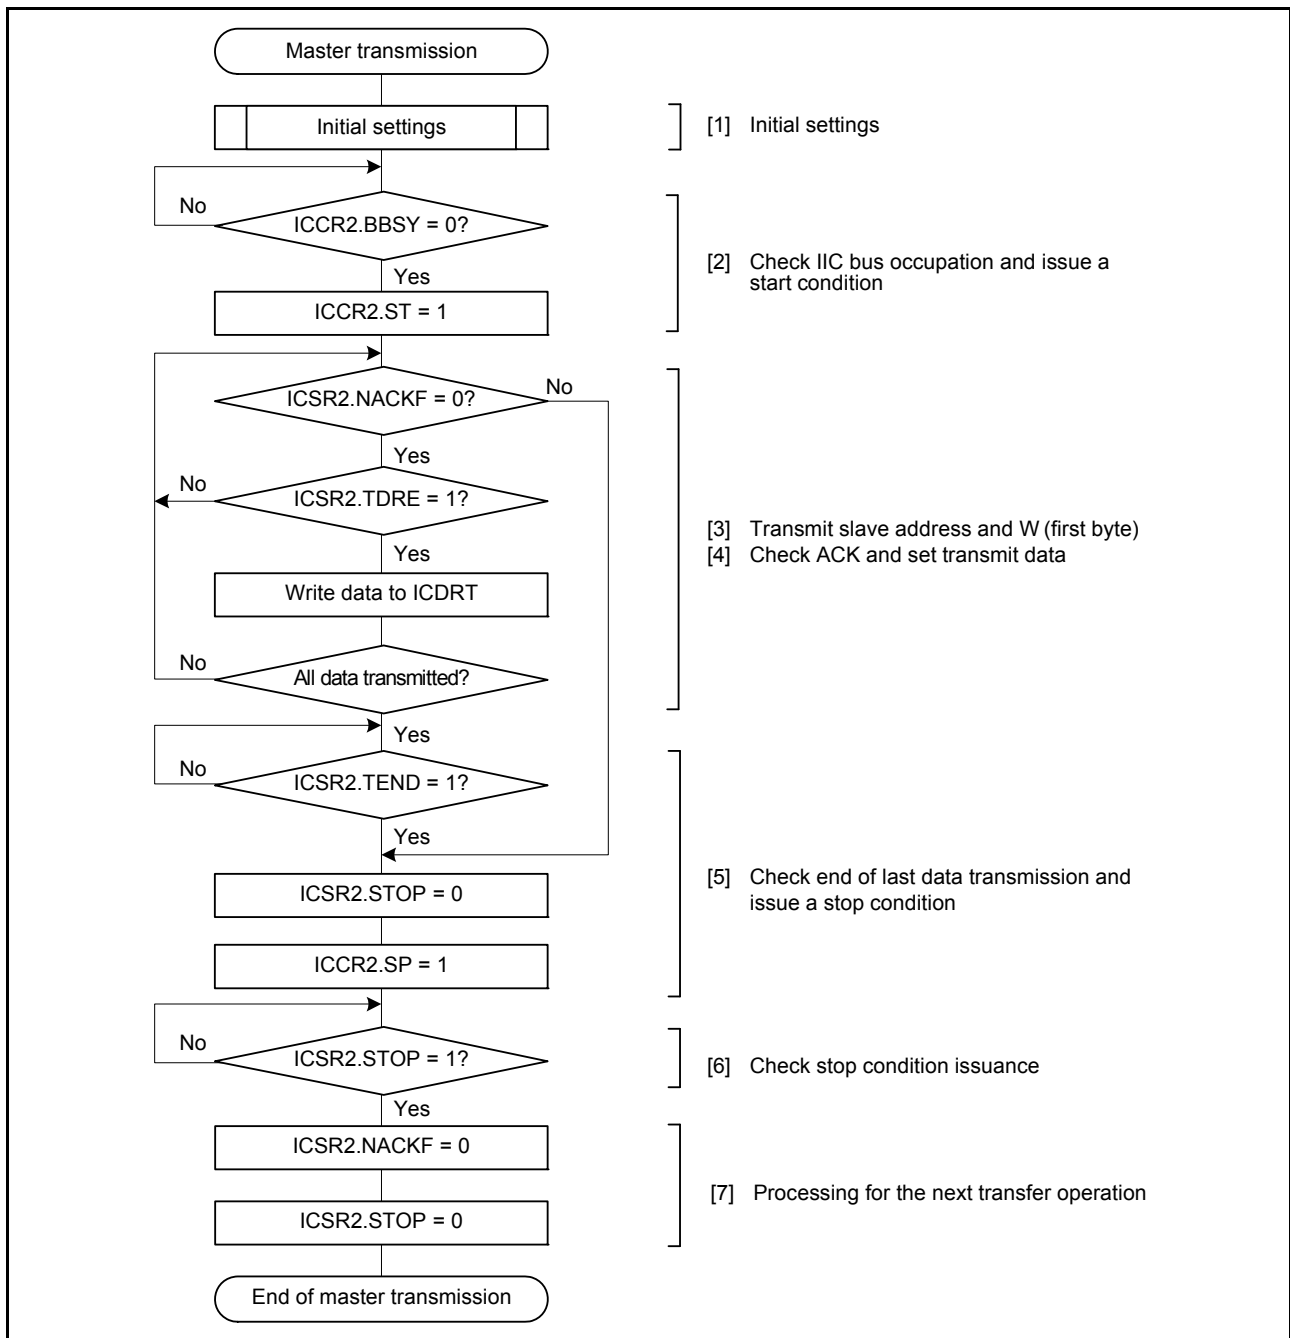 Master transmission
Initial settings
[1] Initial settings
No
ICCR2.BBSY = 0?
Yes
[2] Check IIC bus occupation and issue a
start condition
ICCR2.ST = 1
ICSR2.NACKF = 0?
No
Yes
No
ICSR2.TDRE = 1?
Yes
[3] Transmit slave address and W (first byte)
[4] Check ACK and set transmit data
Write data to ICDRT
No
All data transmitted?
Yes
No
ICSR2.TEND = 1?
Yes
[5] Check end of last data transmission and
issue a stop condition
ICSR2.STOP = 0
ICCR2.SP = 1
No
ICSR2.STOP = 1?
[6] Check stop condition issuance
Yes
ICSR2.NACKF = 0
[7] Processing for the next transfer operation
ICSR2.STOP = 0
End of master transmission